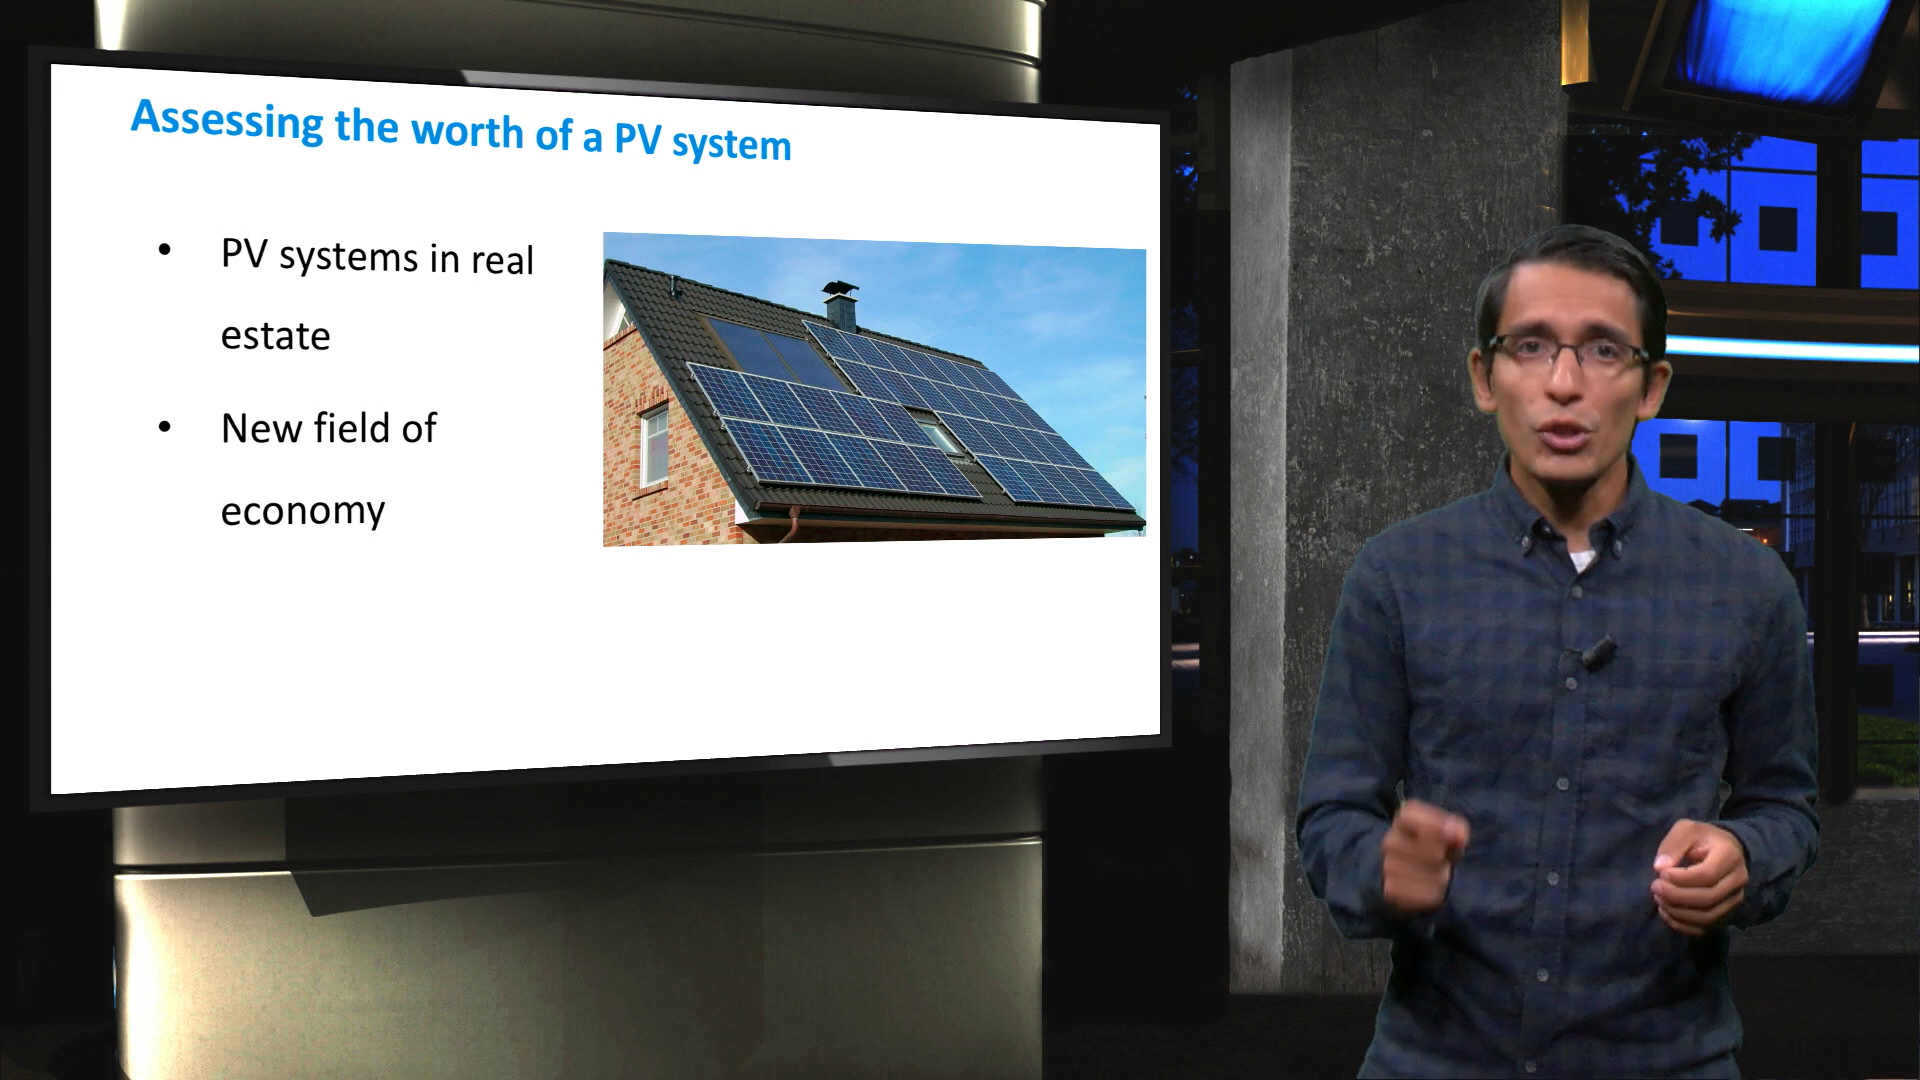 Assessing the worth of a PV system
• PV systems in real
estate
• New field of
economy